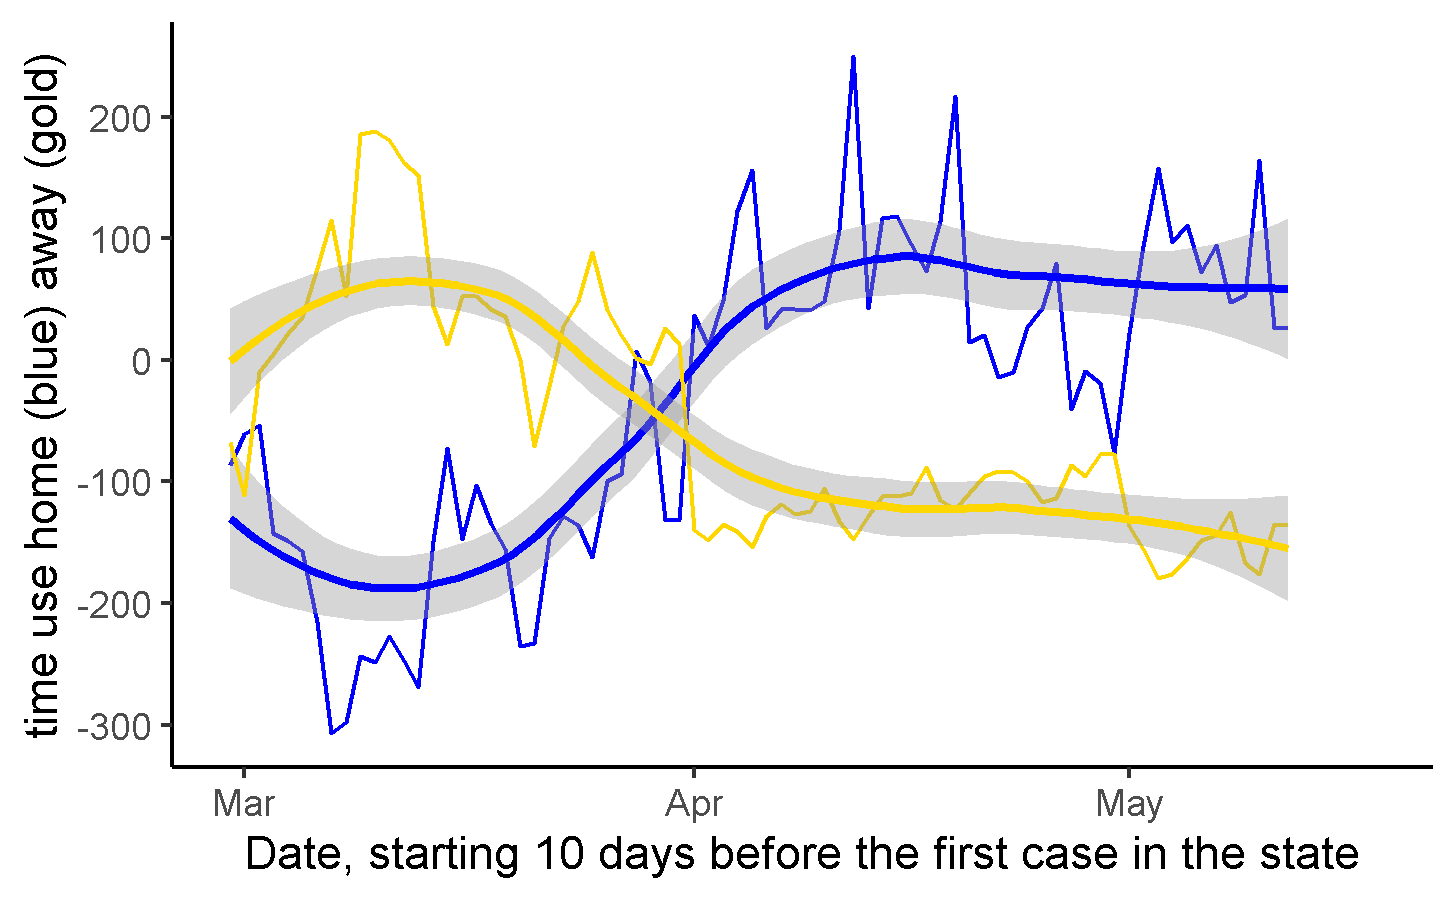 time use home (blue) away (gold)
200
100
0
-100
-200
-300
Mar Apr May
Date, starting 10 days before the first case in the state